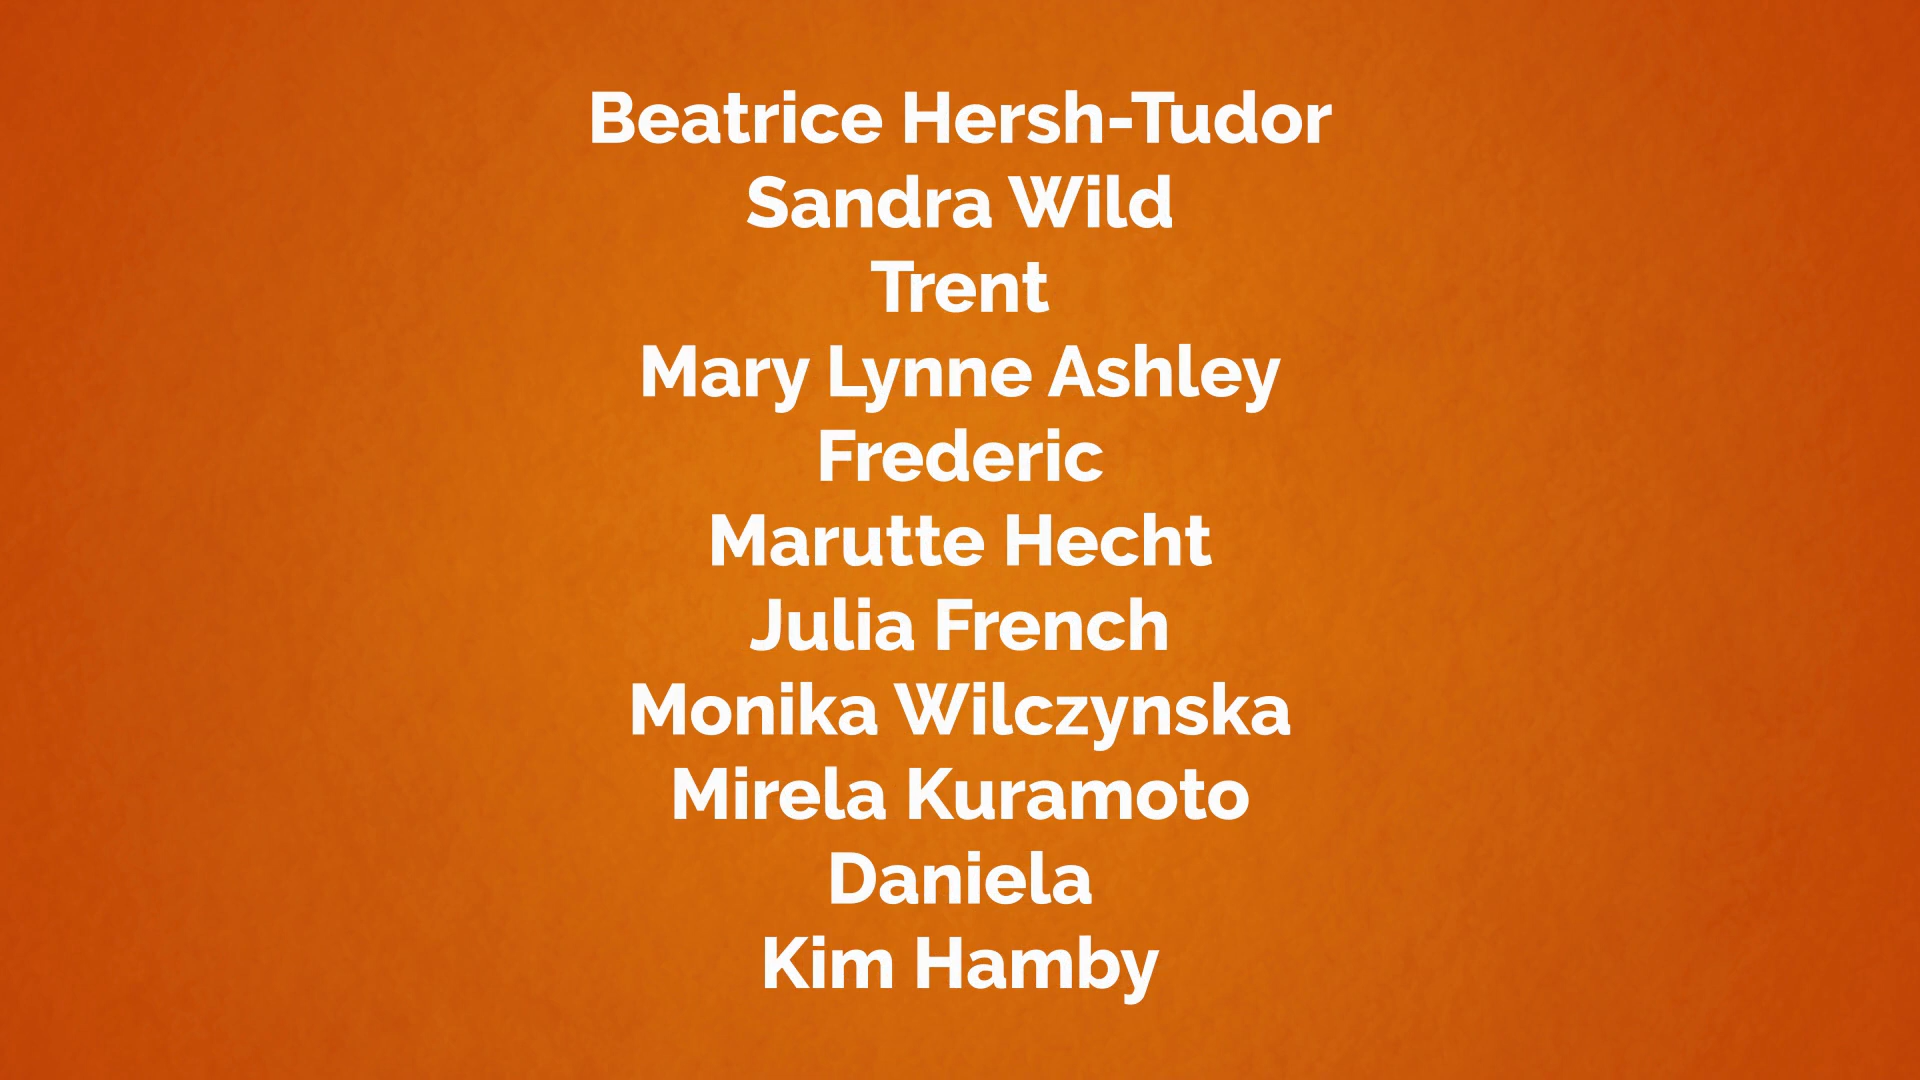 Beatrice Hersh-Tudor
Sandra Wild
Trent
Mary Lynne Ashley
Frederic
Marutte Hecht
Julia French
Monika Wilczynska
Mirela Kuramoto
Daniela
Kim Hamby